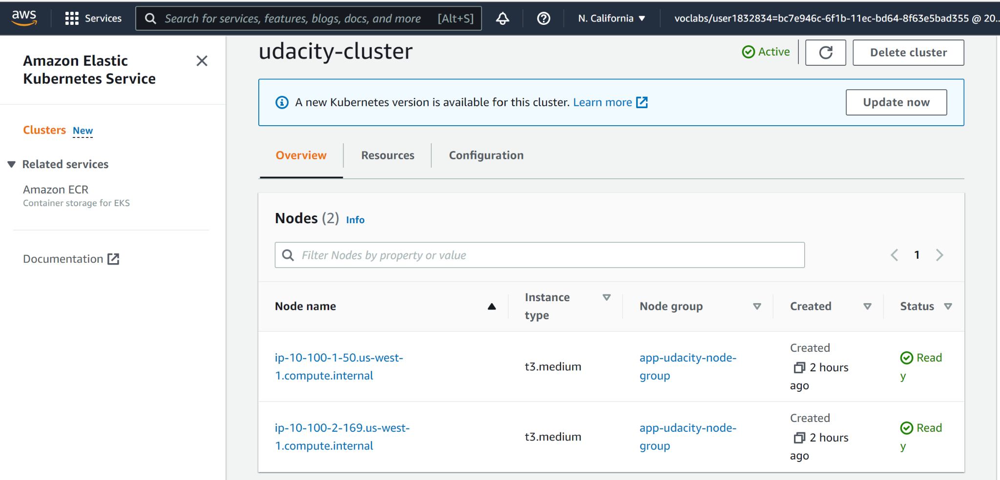 aws
Services
Search for services, features, blogs, docs, and more [Alt+S]
N. California
voclabs/user1832834=bc7e946c-6f1b-11ec-bd64-8f63e5bad355 @ 20...
Amazon Elastic
Kubernetes Service
Clusters New
Related services
Amazon ECR
Container storage for EKS
Documentation
udacity-cluster
Active
Delete cluster
A new Kubernetes version is available for this cluster. Learn more
Update now
Overview
Resources
Configuration
Nodes (2) Info
Filter Nodes by property or value
1
Node name
Instance
type
Node group
Created
Status
ip-10-100-1-50.us-west-
1.compute.internal
t3.medium
app-udacity-node-
group
Created
2 hours
ago
Read
y
ip-10-100-2-169.us-west-
1.compute.internal
t3.medium
app-udacity-node-
group
Created
2 hours
ago
Read
y